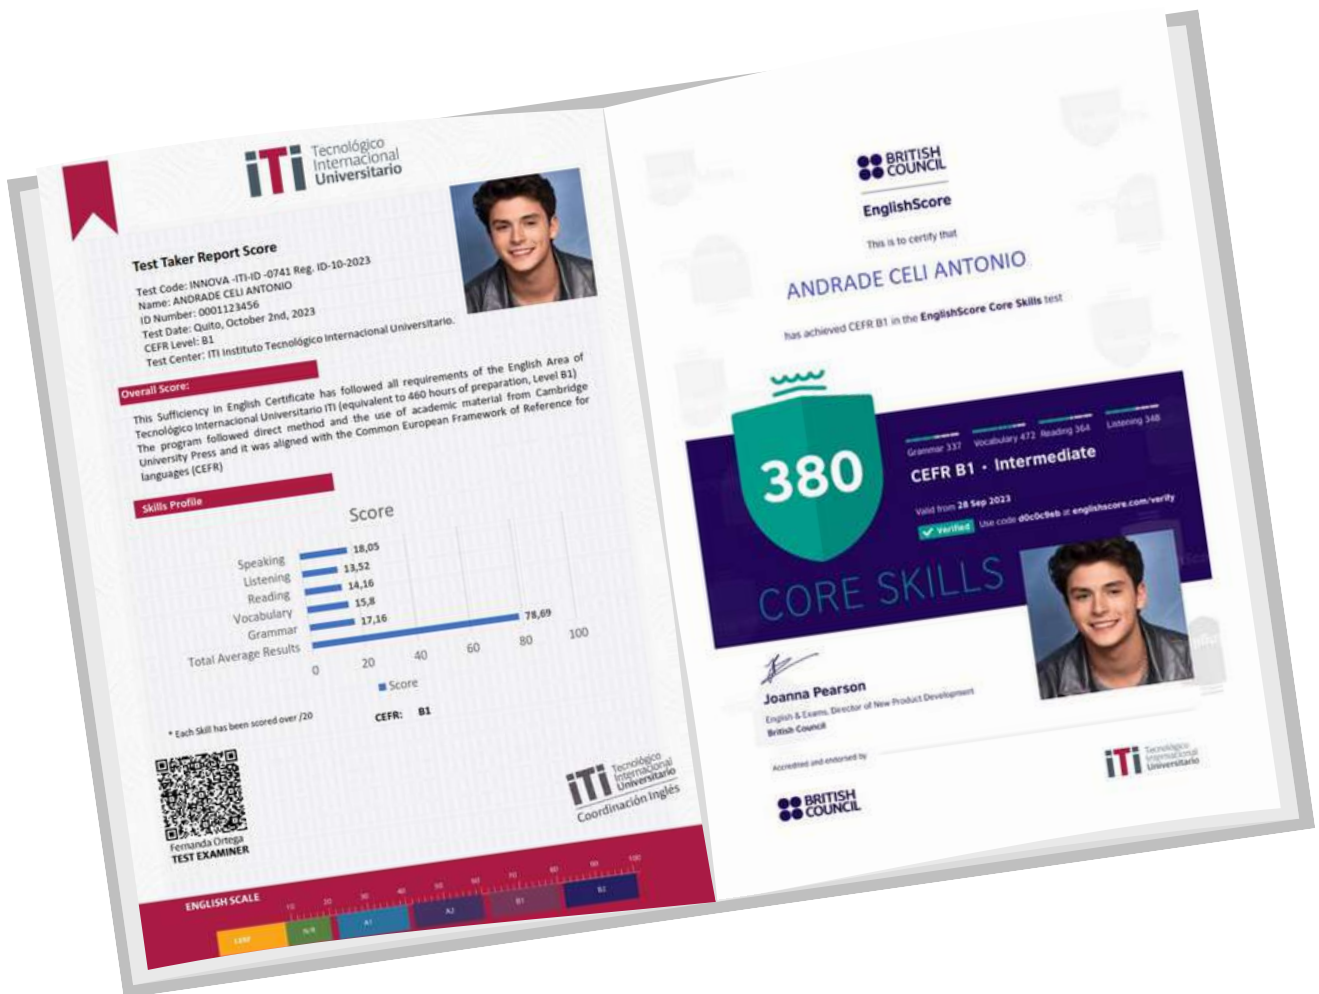 iTi Tecnológico
Internacional
Universitario
Test Taker Report Score
Test Code: INNOVA -ITI-ID -0741 Reg. ID-10-2023
Name: ANDRADE CELI ANTONIO
ID Number: 0001123456
Test Date: Quito, October 2nd, 2023
CEFR Level: B1
Test Center: ITI Instituto Tecnológico Internacional Universitario.
Overall Score:
This Sufficiency in English Certificate has followed all requirements of the English Area of
Tecnológico Internacional Universitario ITI (equivalent to 460 hours of preparation, Level B1)
The program followed direct method and the use of academic material from Cambridge
University Press and it was aligned with the Common European Framework of Reference for
languages (CEFR)
Skills Profile
Score
Speaking 18,05
Listening 13,52
Reading 14,16
Vocabulary 15,8
Grammar 17,16
Total Average Results 78,69
0 20 40 60 80 100
Score
* Each Skill has been scored over /20
CEFR: B1
Fernanda Ortega
TEST EXAMINER
iTi Tecnológico
Internacional
Universitario
Coordinación Inglés
ENGLISH SCALE
10 20 30 40 50 60 70 80 90 100
CERF N/R A1 A2 B1 B2
BRITISH
COUNCIL
EnglishScore
This is to certify that
ANDRADE CELI ANTONIO
has achieved CEFR B1 in the EnglishScore Core Skills test
380
Grammar 337 Vocabulary 472 Reading 364 Listening 348
CEFR B1 · Intermediate
Valid from 28 Sep 2023
Verified Use code d0c0c9eb at englishscore.com/verify
CORE SKILLS
Joanna Pearson
English & Exams, Director of New Product Development
British Council
Accredited and endorsed by
BRITISH
COUNCIL
iTi Tecnológico
Internacional
Universitario